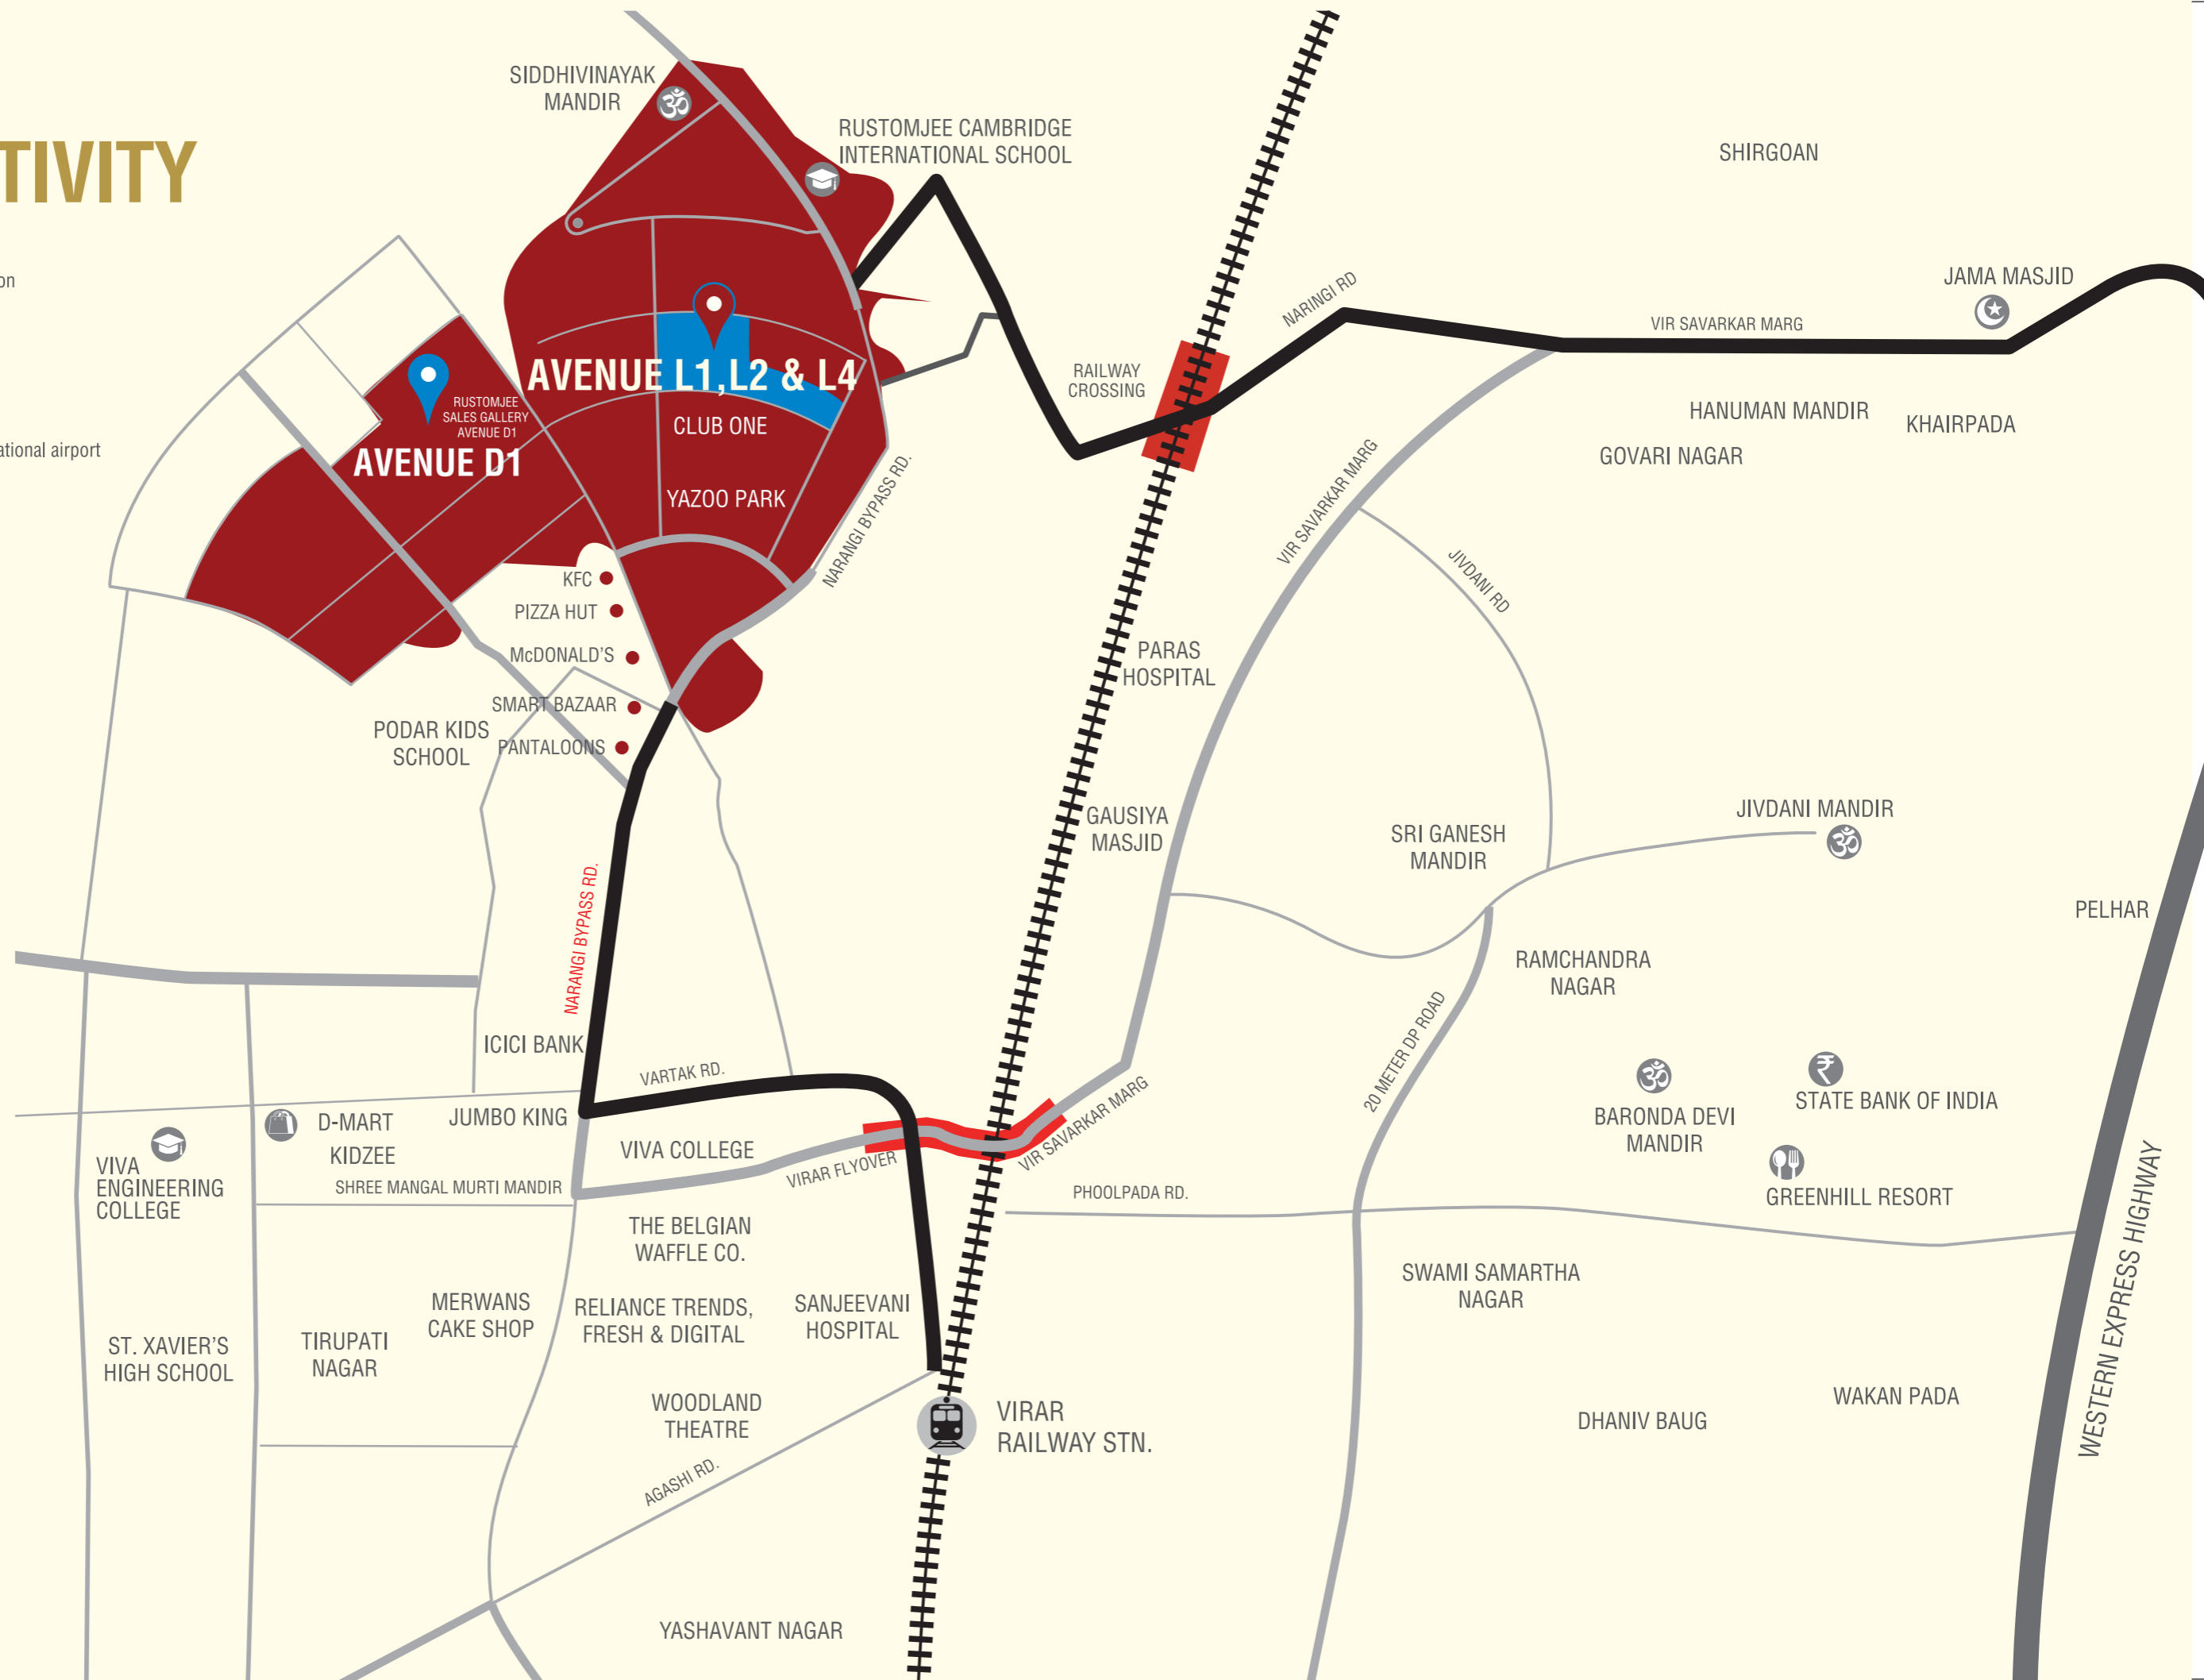 TIVITY
on
ational airport
SIDDHIVINAYAK
MANDIR
RUSTOMJEE CAMBRIDGE
INTERNATIONAL SCHOOL
SHIRGOAN
JAMA MASJID
NARINGI RD
VIR SAVARKAR MARG
RAILWAY
CROSSING
AVENUE L1,L2 & L4
RUSTOMJEE
SALES GALLERY
AVENUE D1
AVENUE D1
CLUB ONE
YAZOO PARK
NARANGI BYPASS RD.
HANUMAN MANDIR
KHAIRPADA
GOVARI NAGAR
VIR SAVARKAR MARG
JIVDANI RD
KFC
PIZZA HUT
McDONALD'S
SMART BAZAAR
PANTALOONS
PODAR KIDS
SCHOOL
PARAS
HOSPITAL
GAUSIYA
MASJID
SRI GANESH
MANDIR
JIVDANI MANDIR
PELHAR
NARANGI BYPASS RD.
RAMCHANDRA
NAGAR
ICICI BANK
VARTAK RD.
20 METER DP ROAD
D-MART
KIDZEE
JUMBO KING
VIVA COLLEGE
VIRAR FLYOVER
VIR SAVARKAR MARG
BARONDA DEVI
MANDIR
STATE BANK OF INDIA
VIVA
ENGINEERING
COLLEGE
SHREE MANGAL MURTI MANDIR
PHOOLPADA RD.
GREENHILL RESORT
THE BELGIAN
WAFFLE CO.
WESTERN EXPRESS HIGHWAY
SWAMI SAMARTHA
NAGAR
MERWANS
CAKE SHOP
RELIANCE TRENDS,
FRESH & DIGITAL
SANJEEVANI
HOSPITAL
ST. XAVIER'S
HIGH SCHOOL
TIRUPATI
NAGAR
WOODLAND
THEATRE
VIRAR
RAILWAY STN.
DHANIV BAUG
WAKAN PADA
AGASHI RD.
YASHAVANT NAGAR